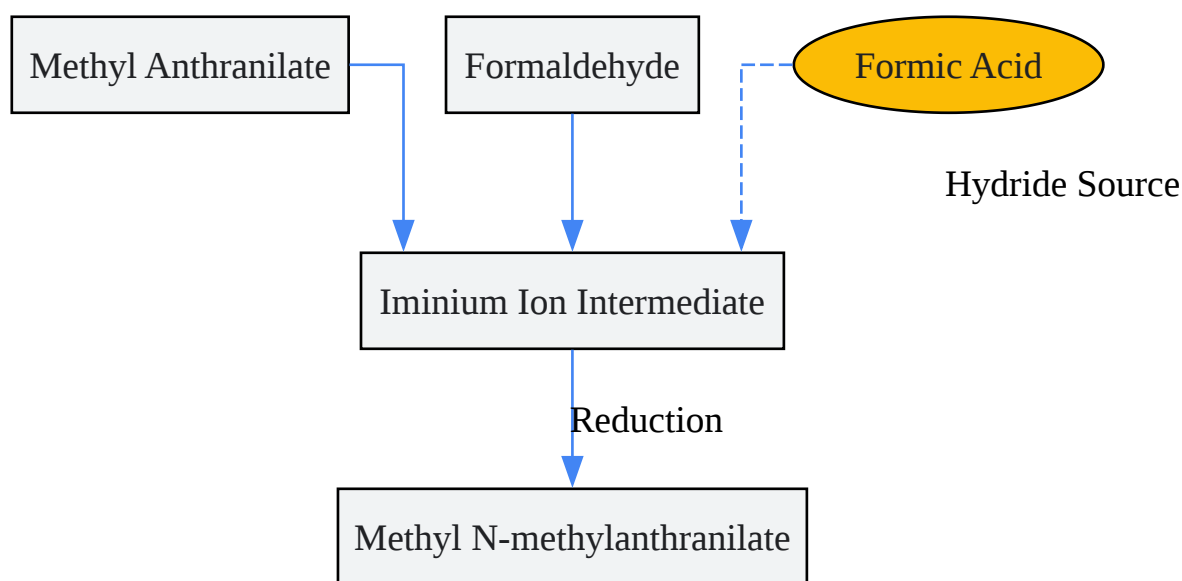 Methyl Anthranilate
Formaldehyde
Formic Acid
Hydride Source
Iminium Ion Intermediate
Reduction
Methyl N-methylanthranilate